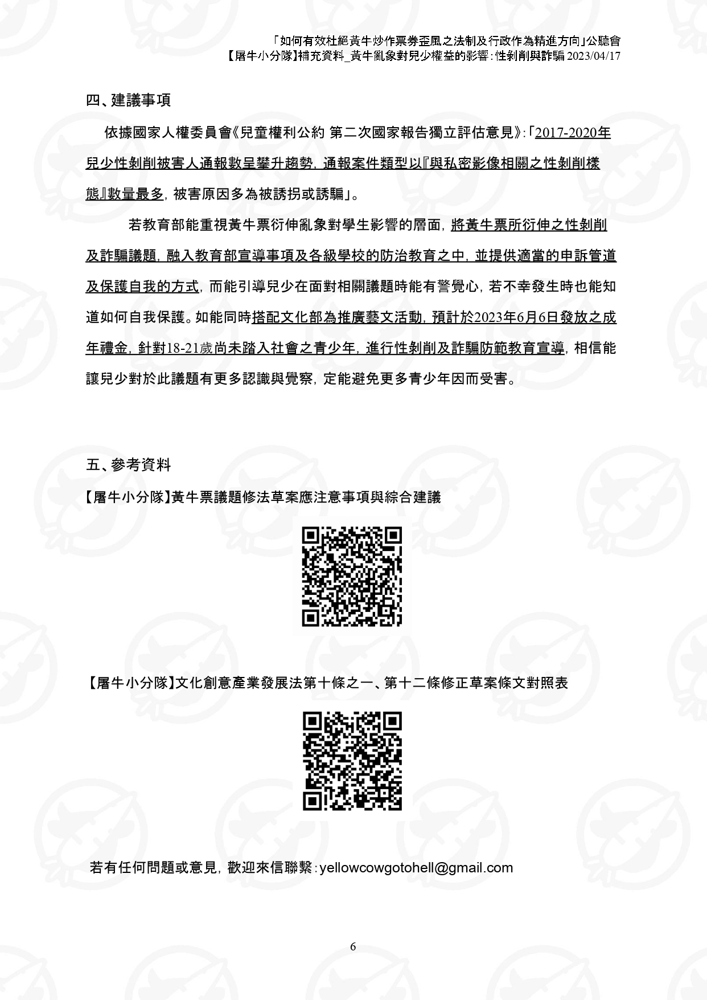 「如何有效杜絕黃牛炒作票券歪風之法制及行政作為精進方向」公聽會
【屠牛小分隊】補充資料_黃牛亂象對兒少權益的影響：性剝削與詐騙 2023/04/17
四、建議事項
依據國家人權委員會《兒童權利公約 第二次國家報告獨立評估意見》：「2017-2020年
兒少性剝削被害人通報數呈攀升趨勢，通報案件類型以『與私密影像相關之性剝削樣
態』數量最多，被害原因多為被誘拐或誘騙」。
若教育部能重視黃牛票衍伸亂象對學生影響的層面，將黃牛票所衍伸之性剝削
及詐騙議題，融入教育部宣導事項及各級學校的防治教育之中，並提供適當的申訴管道
及保護自我的方式，而能引導兒少在面對相關議題時能有警覺心，若不幸發生時也能知
道如何自我保護。如能同時搭配文化部為推廣藝文活動，預計於2023年6月6日發放之成
年禮金，針對18-21歲尚未踏入社會之青少年，進行性剝削及詐騙防範教育宣導，相信能
讓兒少對於此議題有更多認識與覺察，定能避免更多青少年因而受害。
五、參考資料
【屠牛小分隊】黃牛票議題修法草案應注意事項與綜合建議
【屠牛小分隊】文化創意產業發展法第十條之一、第十二條修正草案條文對照表
若有任何問題或意見，歡迎來信聯繫：yellowcowgotohell@gmail.com
6